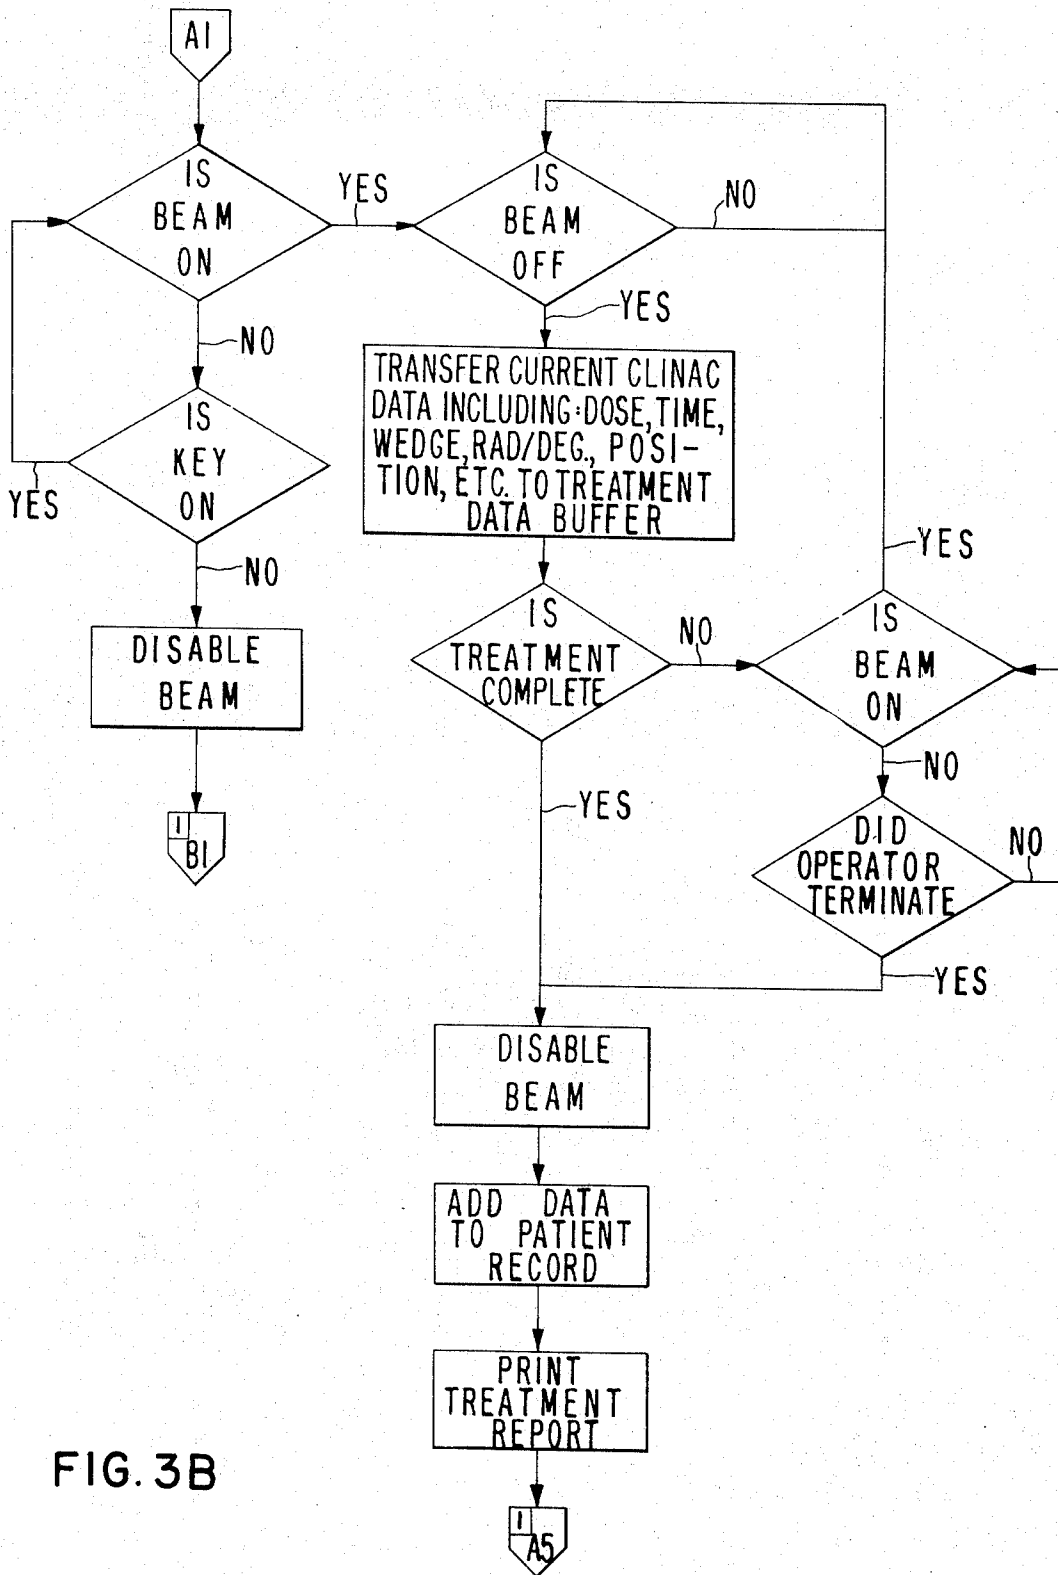 A1
IS
BEAM
ON
YES
NO
IS
KEY
ON
YES
NO
DISABLE
BEAM
1
B1
IS
BEAM
OFF
NO
YES
TRANSFER CURRENT CLINAC
DATA INCLUDING: DOSE, TIME,
WEDGE, RAD/DEG., POSI-
TION, ETC. TO TREATMENT
DATA BUFFER
IS
TREATMENT
COMPLETE
NO
YES
YES
IS
BEAM
ON
NO
DID
OPERATOR
TERMINATE
NO
YES
DISABLE
BEAM
ADD DATA
TO PATIENT
RECORD
PRINT
TREATMENT
REPORT
1
A5
FIG. 3B